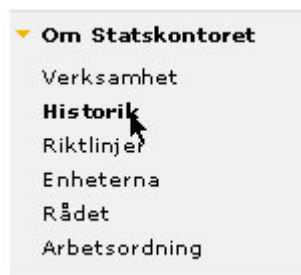 Om Statskontoret
Verksamhet
Historik
Riktlinjer
Enheterna
Rådet
Arbetsordning